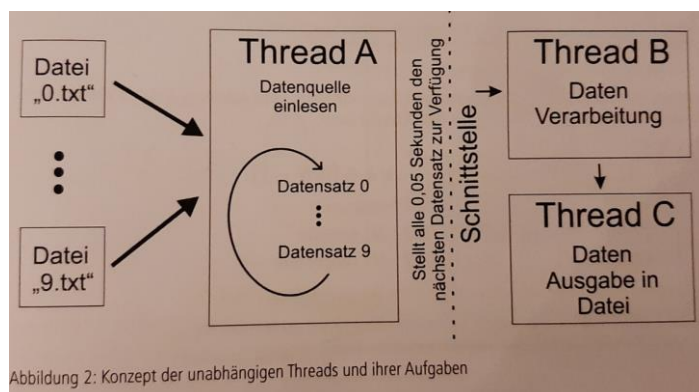 Datei
„0.txt“
Datei
„9.txt“
Thread A
Datenquelle
einlesen
Datensatz 0
Datensatz 9
Stellt alle 0,05 Sekunden den
nächsten Datensatz zur Verfügung
Schnittstelle
Thread B
Daten
Verarbeitung
Thread C
Daten
Ausgabe in
Datei
Abbildung 2: Konzept der unabhängigen Threads und ihrer Aufgaben